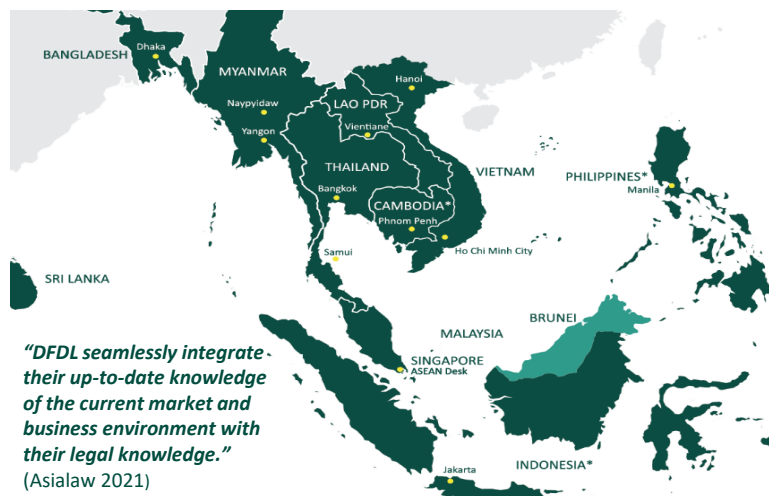 Dhaka
BANGLADESH
MYANMAR
Hanoi
LAO PDR
Naypyidaw
Vientiane
Yangon
THAILAND
VIETNAM
PHILIPPINES*
Manila
Bangkok
CAMBODIA*
Phnom Penh
Ho Chi Minh City
Samui
SRI LANKA
BRUNEI
MALAYSIA
SINGAPORE
ASEAN Desk
“DFDL seamlessly integrate
their up-to-date knowledge
of the current market and
business environment with
their legal knowledge.”
(Asialaw 2021)
INDONESIA*
Jakarta